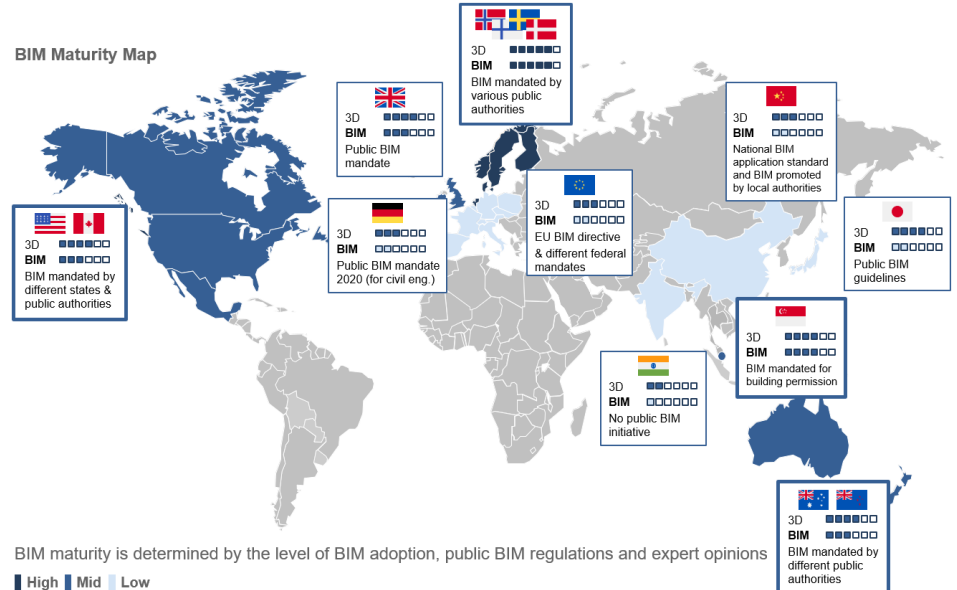 BIM Maturity Map
3D
BIM
BIM mandated by
various public
authorities
3D
BIM
Public BIM
mandate
3D
BIM
National BIM
application standard
and BIM promoted
by local authorities
3D
BIM
BIM mandated by
different states &
public authorities
3D
BIM
Public BIM mandate
2020 (for civil eng.)
3D
BIM
EU BIM directive
& different federal
mandates
3D
BIM
Public BIM
guidelines
3D
BIM
BIM mandated for
building permission
3D
BIM
No public BIM
initiative
3D
BIM
BIM mandated by
different public
authorities
BIM maturity is determined by the level of BIM adoption, public BIM regulations and expert opinions
High Mid Low